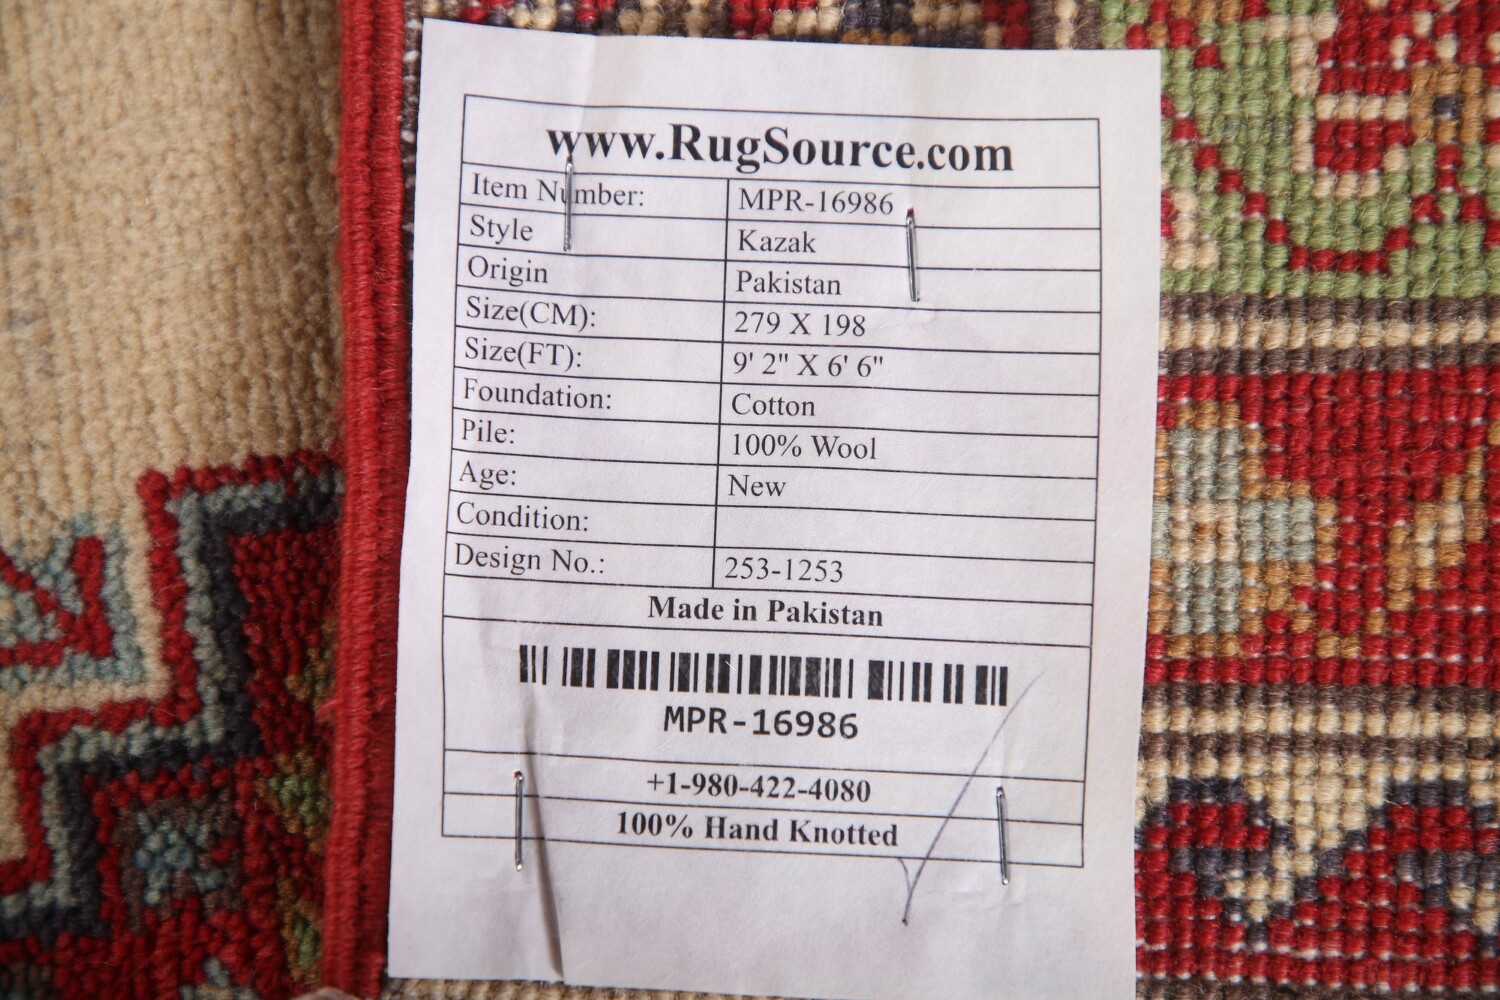 www.RugSource.com
Item Number: MPR-16986
Style Kazak
Origin Pakistan
Size(CM): 279 X 198
Size(FT): 9' 2" X 6' 6"
Foundation: Cotton
Pile: 100% Wool
Age: New
Condition:
Design No.: 253-1253
Made in Pakistan
MPR-16986
+1-980-422-4080
100% Hand Knotted